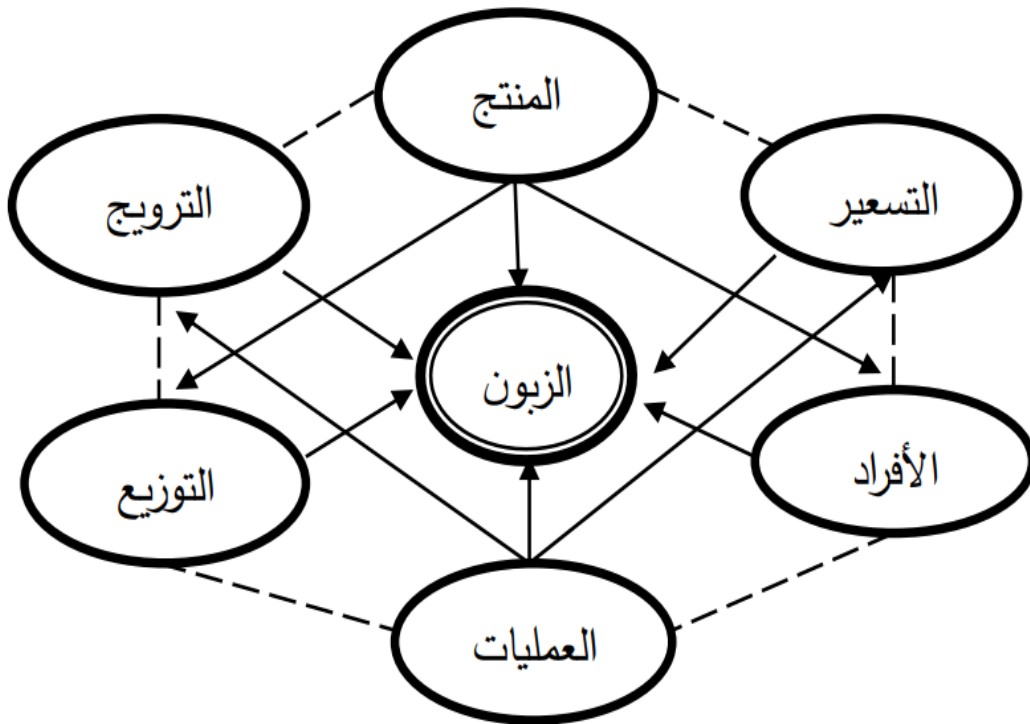 المنتج
التسعير
الترويج
الزبون
الأفراد
التوزيع
العمليات